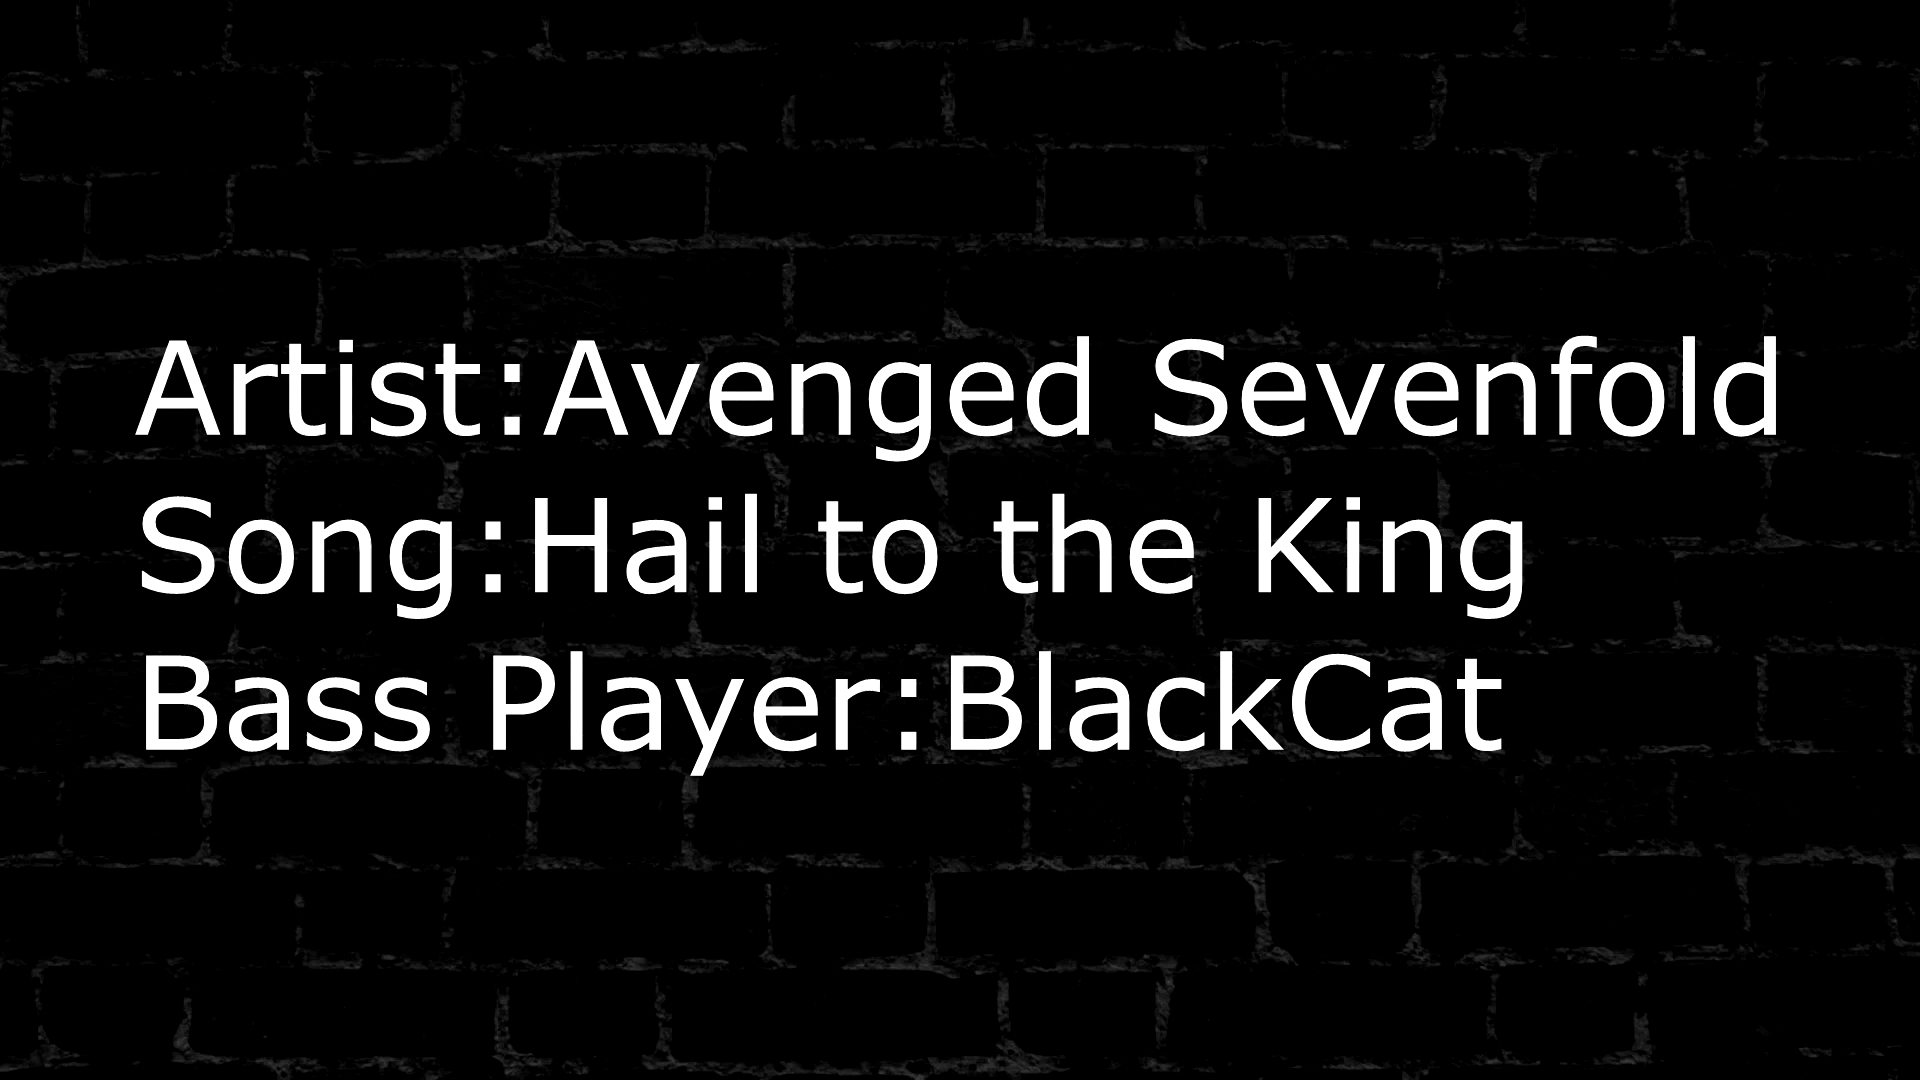 Artist:Avenged Sevenfold
Song:Hail to the King
Bass Player:BlackCat